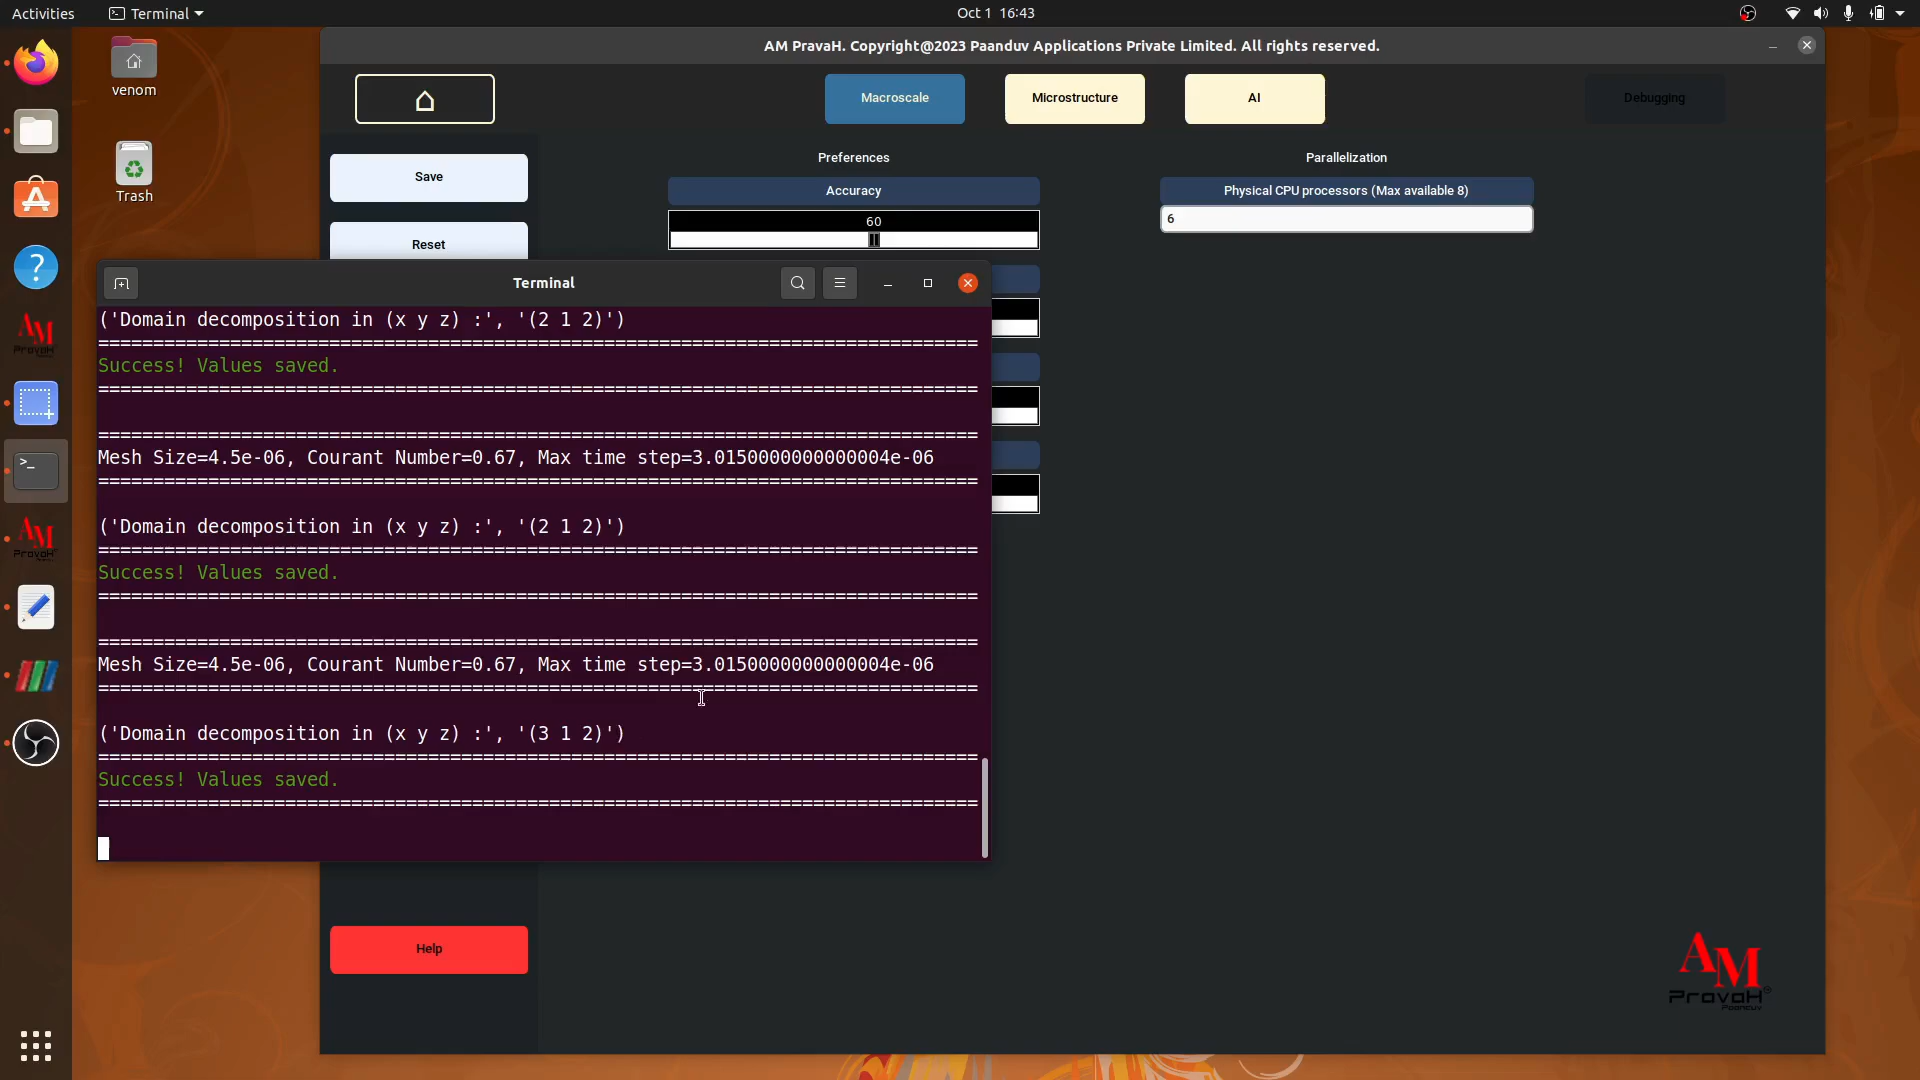 Activities
Terminal
Oct 1 16:43
AM PravaH. Copyright@2023 Paanduv Applications Private Limited. All rights reserved.
venom
Trash
Macroscale
Microstructure
AI
Debugging
Save
Reset
Preferences
Accuracy
60
Parallelization
Physical CPU processors (Max available 8)
6
Terminal
('Domain decomposition in (x y z) :', '(2 1 2)')
================================================================================
Success! Values saved.
================================================================================
================================================================================
Mesh Size=4.5e-06, Courant Number=0.67, Max time step=3.0150000000000004e-06
================================================================================
('Domain decomposition in (x y z) :', '(2 1 2)')
================================================================================
Success! Values saved.
================================================================================
================================================================================
Mesh Size=4.5e-06, Courant Number=0.67, Max time step=3.0150000000000004e-06
================================================================================
('Domain decomposition in (x y z) :', '(3 1 2)')
================================================================================
Success! Values saved.
================================================================================
Help
AM
PravaH
Paanduv
AM
PravaH
AM
PravaH